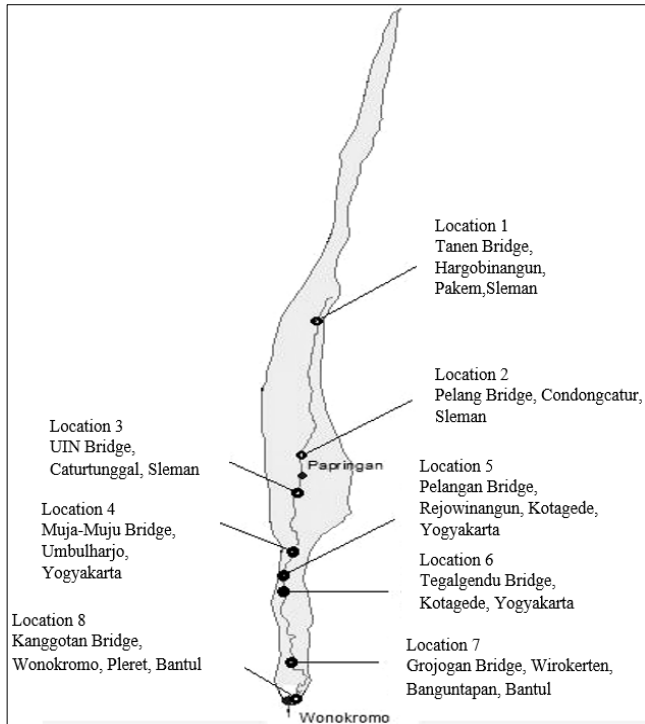 Location 1
Tanen Bridge,
Hargobinangun,
Pakem,Sleman
Location 2
Pelang Bridge, Condongcatur,
Sleman
Location 3
UIN Bridge,
Caturtunggal, Sleman
Papringan
Location 5
Pelangan Bridge,
Rejowinangun, Kotagede,
Yogyakarta
Location 4
Muja-Muju Bridge,
Umbulharjo,
Yogyakarta
Location 6
Tegalgendu Bridge,
Kotagede, Yogyakarta
Location 8
Kanggotan Bridge,
Wonokromo, Pleret, Bantul
Location 7
Grojogan Bridge, Wirokerten,
Banguntapan, Bantul
Wonokromo